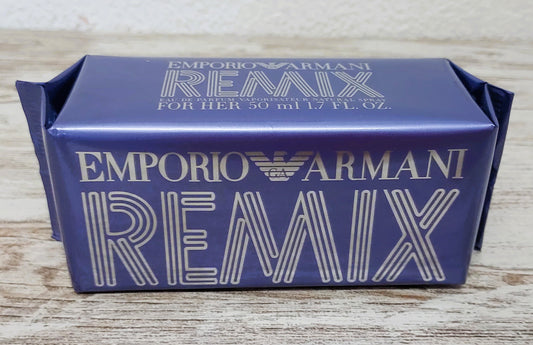 EMPORIO ARMANI
REMIX
EAU DE PARFUM VAPORISATEUR NATURAL SPRAY
FOR HER 50 ml 1.7 FL. OZ.
EMPORIO ARMANI
REMIX